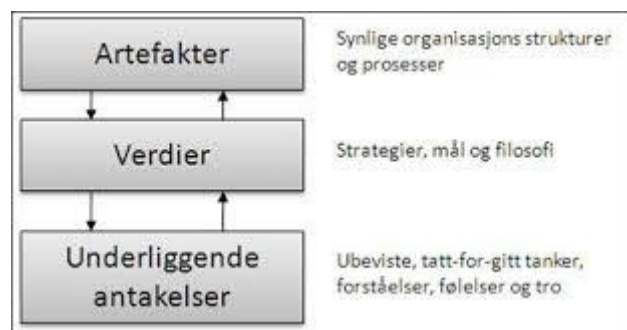 Artefakter
Synlige organisasjons strukturer
og prosesser
Verdier
Strategier, mål og filosofi
Underliggende
antakelser
Ubeviste, tatt-for-gitt tanker,
forståelser, følelser og tro